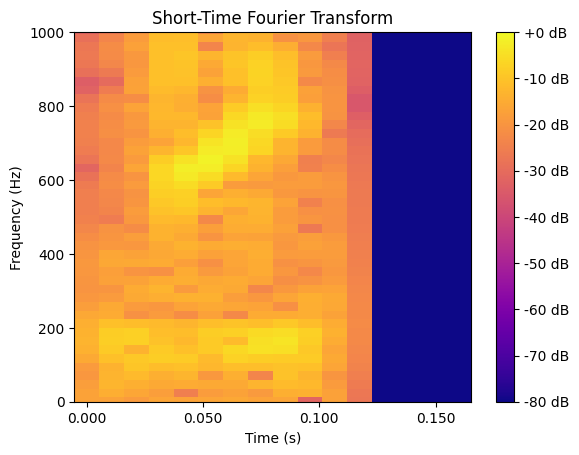 Short-Time Fourier Transform
1000
800
600
400
200
0
Frequency (Hz)
0.000
0.050
0.100
0.150
Time (s)
+0 dB
-10 dB
-20 dB
-30 dB
-40 dB
-50 dB
-60 dB
-70 dB
-80 dB